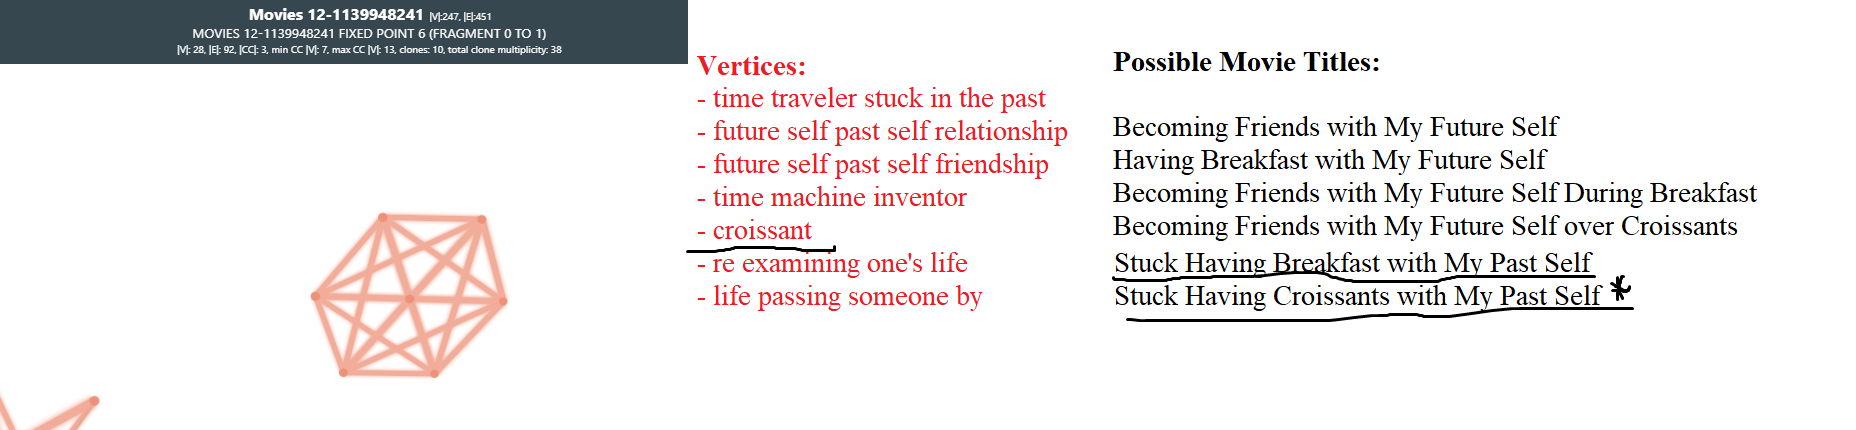 Movies 12-1139948241 |V|:247, |E|:451
MOVIES 12-1139948241 FIXED POINT 6 (FRAGMENT 0 TO 1)
|V|: 28, |E|: 92, |CC|: 3, min CC |V|: 7, max CC |V|: 13, clones: 10, total clone multiplicity: 38
Vertices:
- time traveler stuck in the past
- future self past self relationship
- future self past self friendship
- time machine inventor
- croissant
- re examining one's life
- life passing someone by
Possible Movie Titles:
Becoming Friends with My Future Self
Having Breakfast with My Future Self
Becoming Friends with My Future Self During Breakfast
Becoming Friends with My Future Self over Croissants
Stuck Having Breakfast with My Past Self
Stuck Having Croissants with My Past Self *